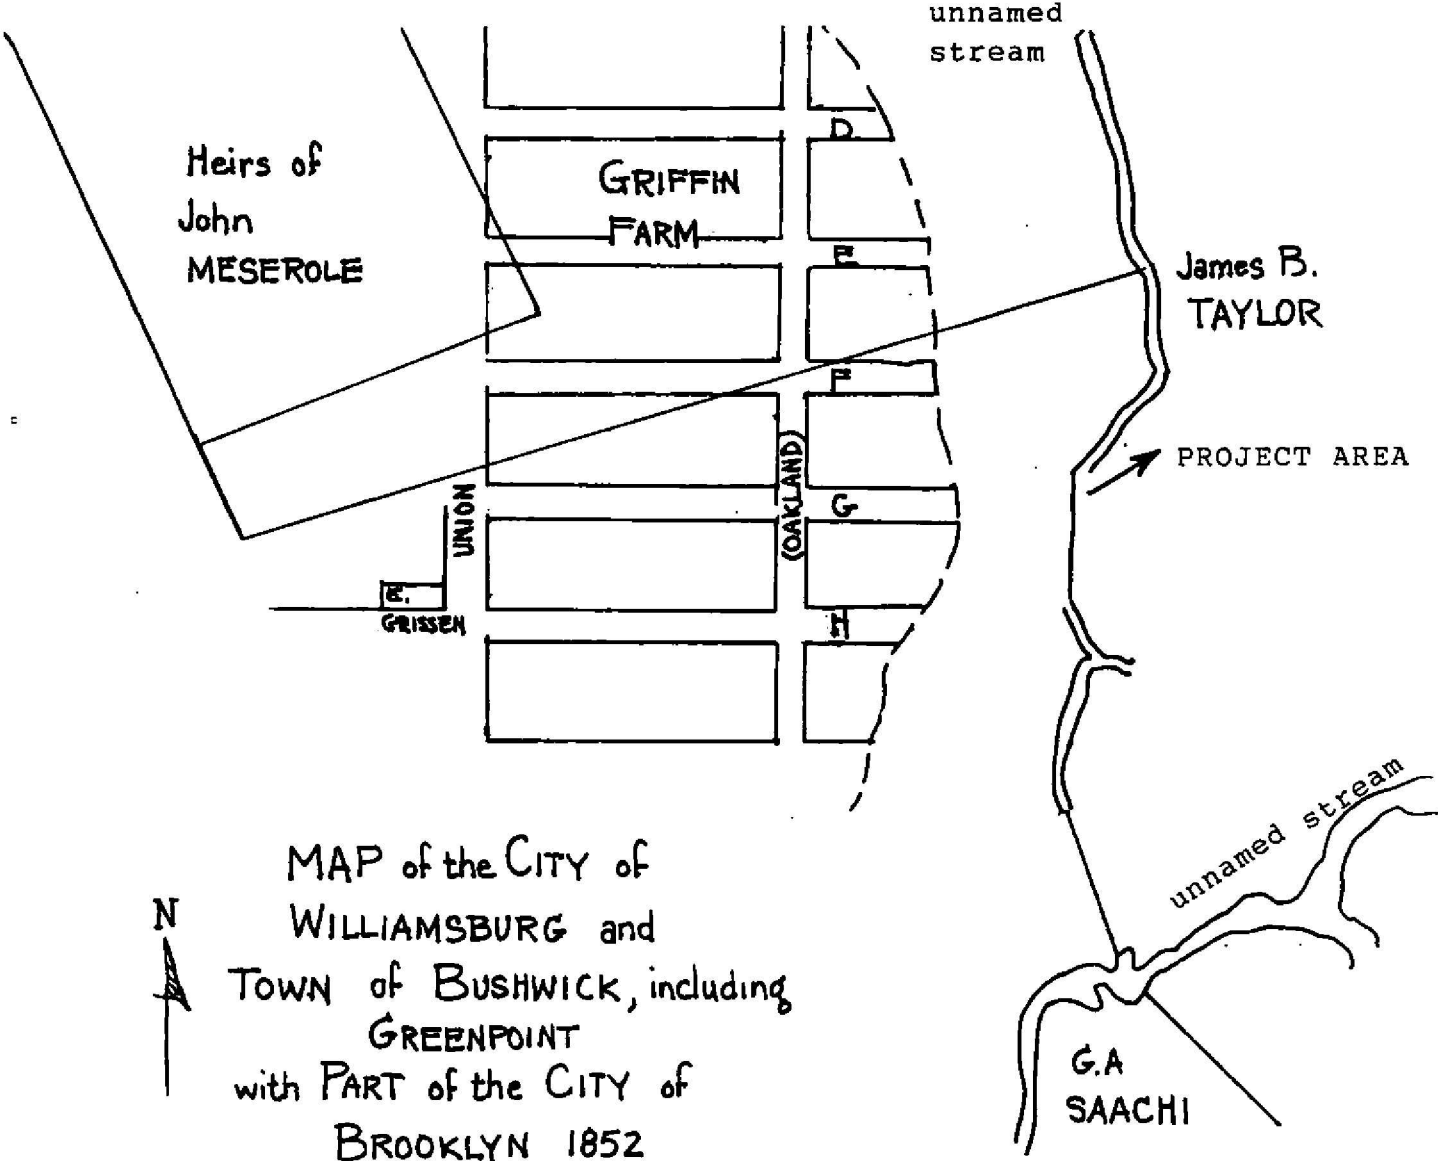 unnamed
stream
D
Heirs of
John
MESEROLE
GRIFFIN
FARM
E
James B.
TAYLOR
F
PROJECT AREA
(OAKLAND)
G
UNION
E.
GRISSEN
H
unnamed stream
MAP of the CITY of
WILLIAMSBURG and
TOWN of BUSHWICK, including
GREENPOINT
with PART of the CITY of
BROOKLYN 1852
N
G.A
SAACHI